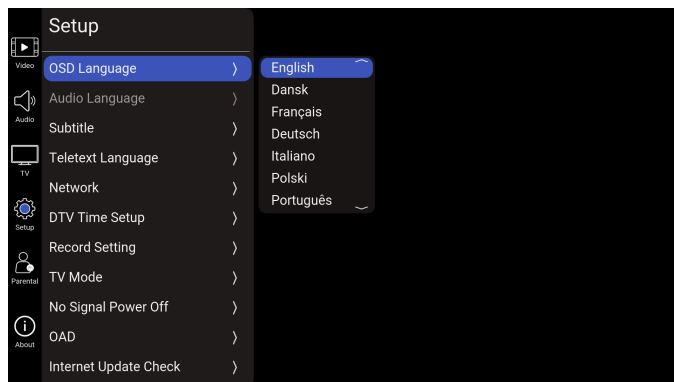 Setup
Video
Audio
TV
Setup
Parental
About
OSD Language
Audio Language
Subtitle
Teletext Language
Network
DTV Time Setup
Record Setting
TV Mode
No Signal Power Off
OAD
Internet Update Check
English
Dansk
Français
Deutsch
Italiano
Polski
Português